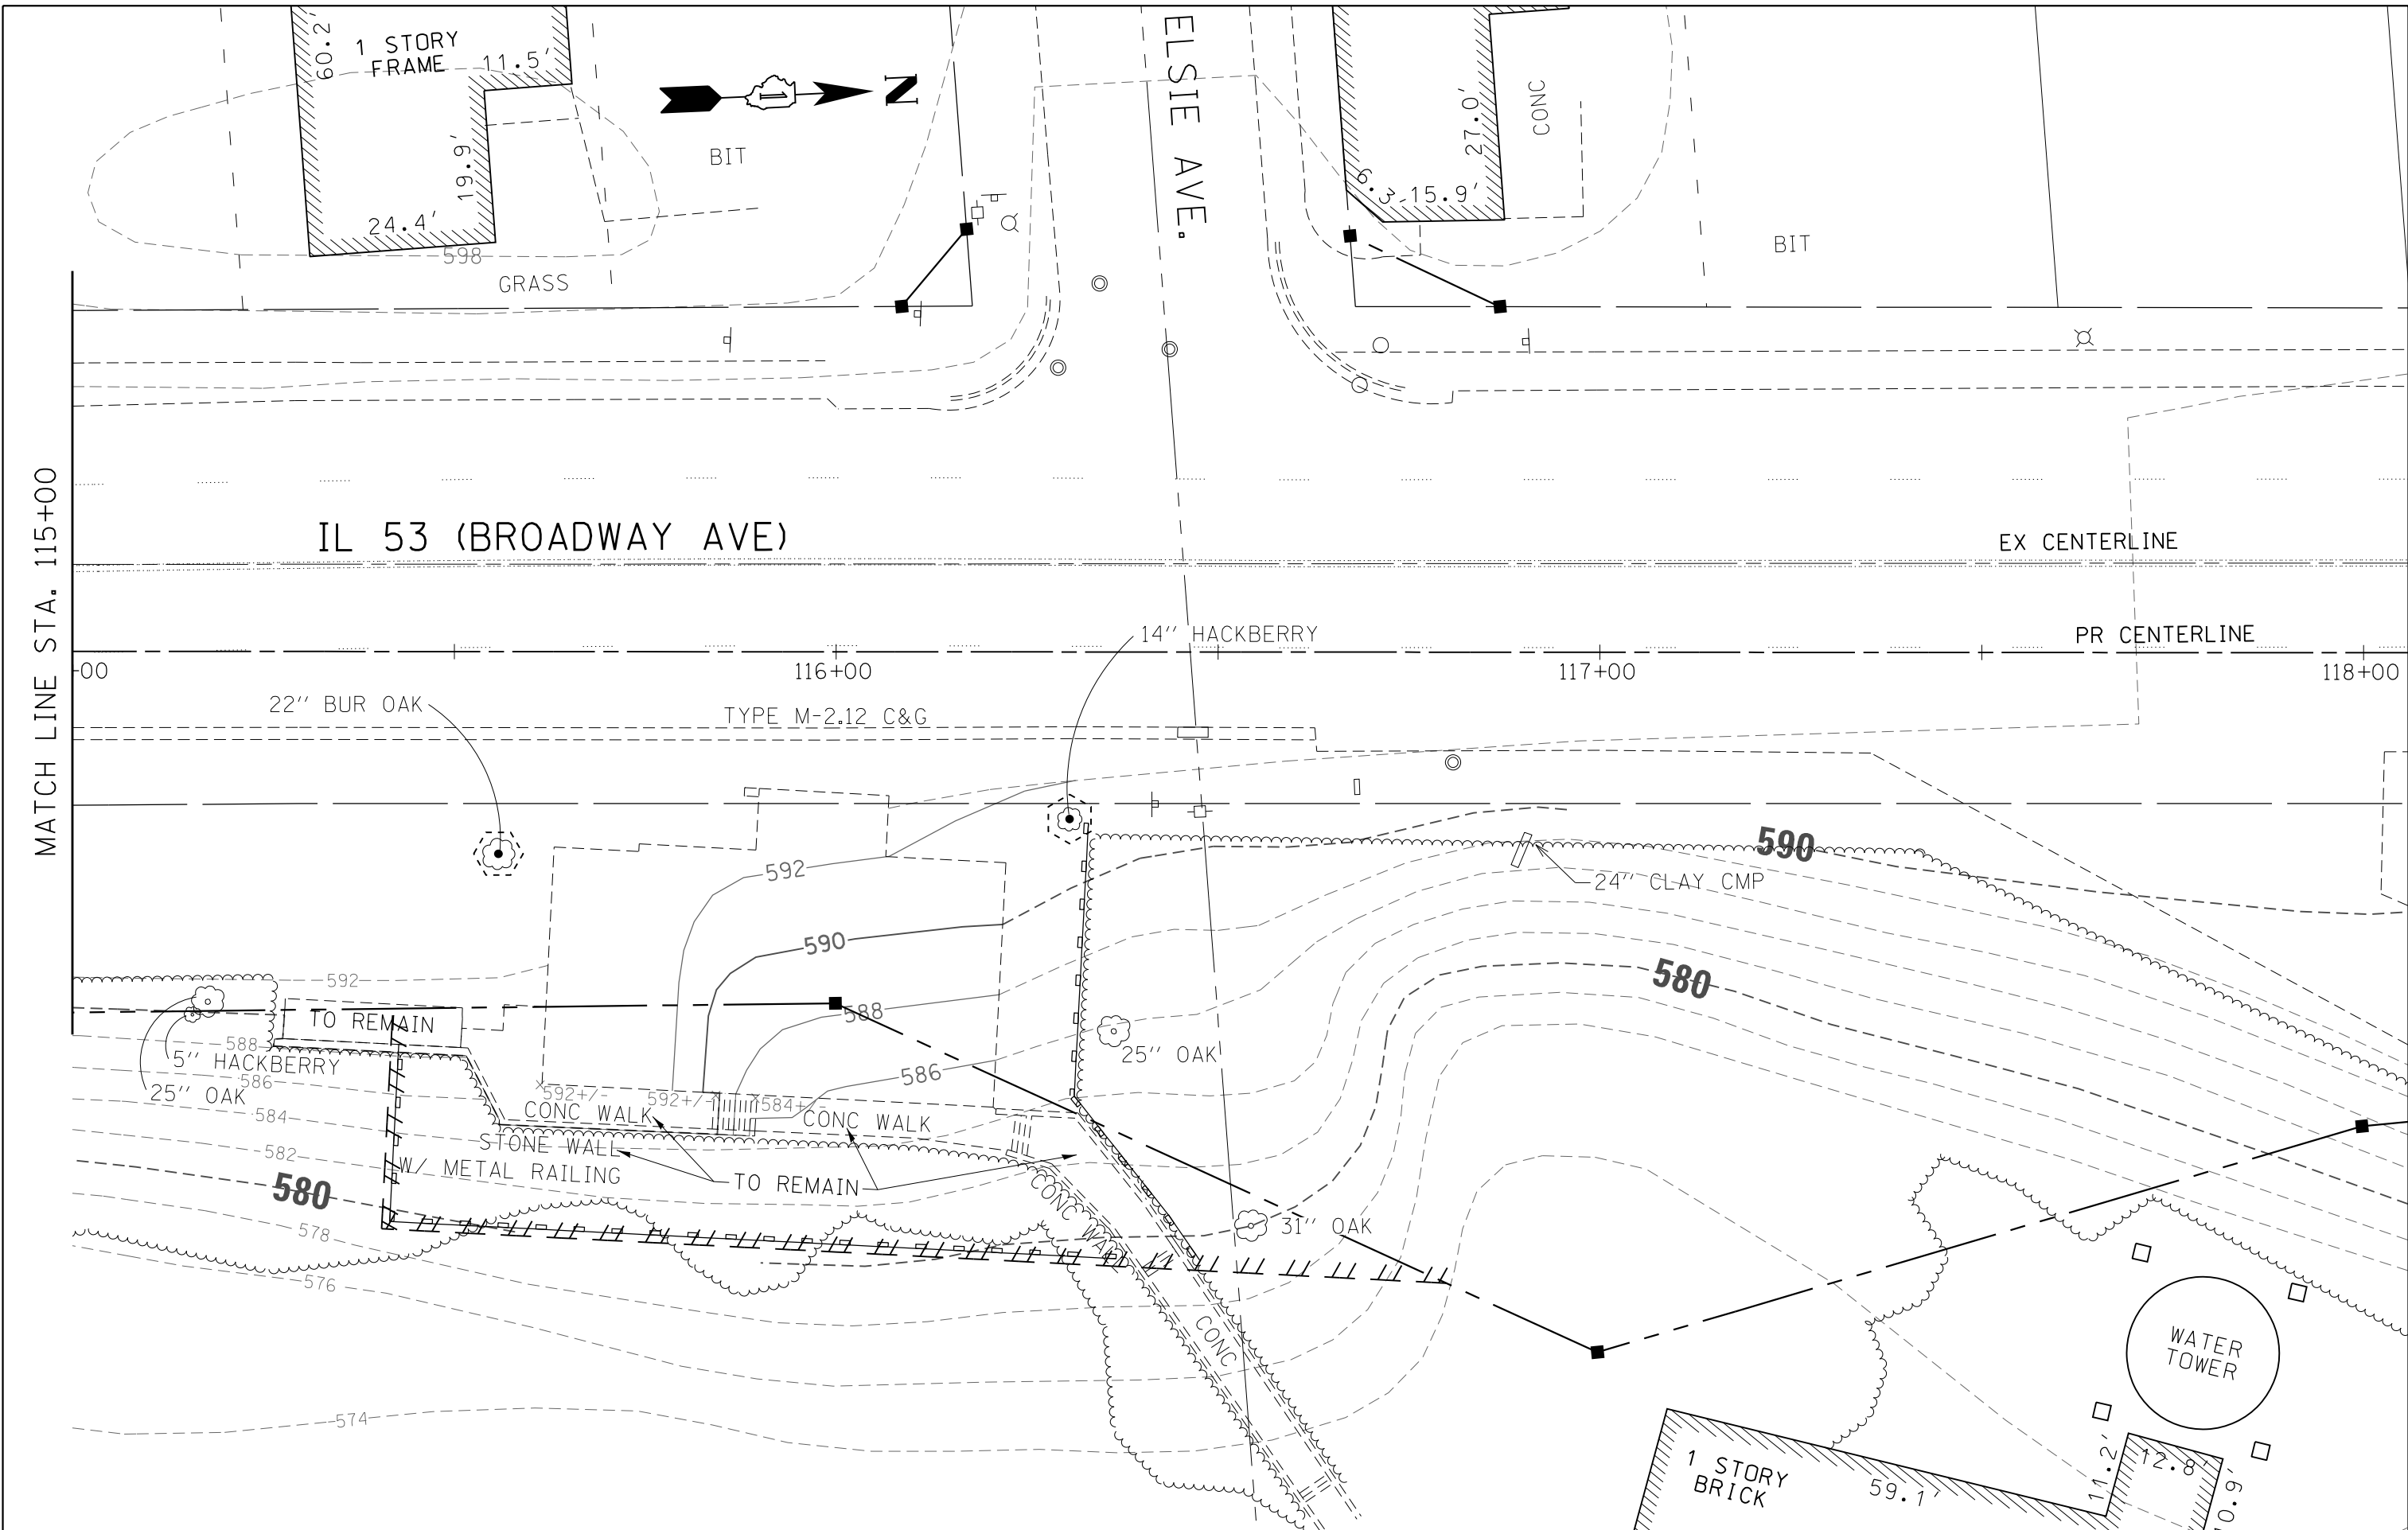 60.2'
1 STORY
FRAME
11.5'
19.9'
24.4'
598
GRASS
BIT
N
ELSIE AVE.
27.0'
6.3
15.9'
CONC
BIT
MATCH LINE STA. 115+00
IL 53 (BROADWAY AVE)
EX CENTERLINE
PR CENTERLINE
14" HACKBERRY
+00
116+00
117+00
118+00
22" BUR OAK
TYPE M-2.12 C&G
592
590
24" CLAY CMP
590
580
592
588
TO REMAIN
588
5" HACKBERRY
25" OAK
586
25" OAK
586
592+/-
592+/-
584+/-
CONC WALK
CONC WALK
584
582
STONE WALL
W/ METAL RAILING
TO REMAIN
580
CONC WALK
578
31" OAK
576
CONC
574
WATER
TOWER
1 STORY
BRICK
59.1'
11.2'
12.8'
10.9'